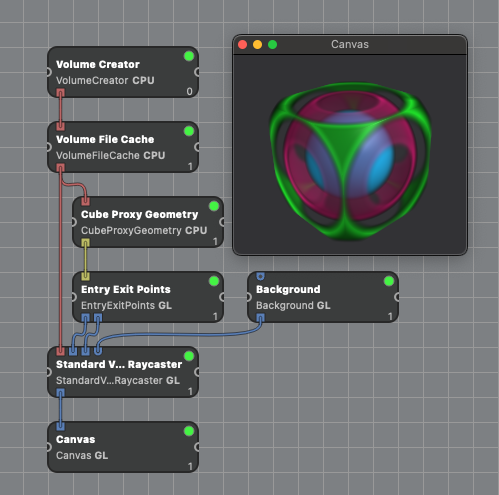 Volume Creator
VolumeCreator CPU
0
Canvas
Volume File Cache
VolumeFileCache CPU
1
Cube Proxy Geometry
CubeProxyGeometry CPU
1
Entry Exit Points
EntryExitPoints GL
1
Background
Background GL
1
Standard V... Raycaster
StandardV...Raycaster GL
1
Canvas
Canvas GL
1